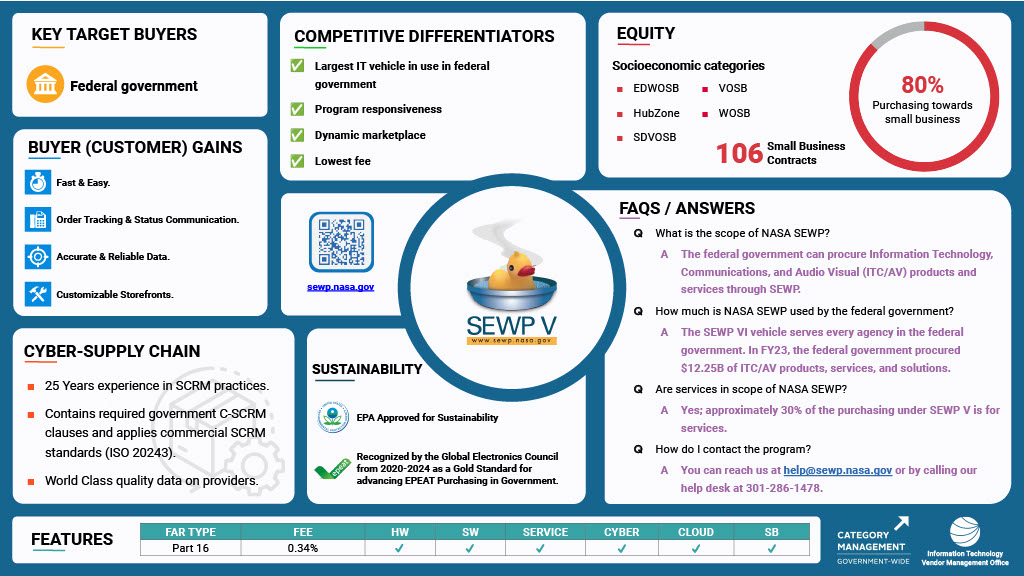 KEY TARGET BUYERS
Federal government
BUYER (CUSTOMER) GAINS
Fast & Easy.
Order Tracking & Status Communication.
Accurate & Reliable Data.
Customizable Storefronts.
COMPETITIVE DIFFERENTIATORS
Largest IT vehicle in use in federal
government
Program responsiveness
Dynamic marketplace
Lowest fee
EQUITY
Socioeconomic categories
EDWOSB
HubZone
SDVOSB
VOSB
WOSB
106 Small Business
Contracts
80%
Purchasing towards
small business
sewp.nasa.gov
SEWP V
www.sewp.nasa.gov
FAQS / ANSWERS
Q What is the scope of NASA SEWP?
A The federal government can procure Information Technology,
Communications, and Audio Visual (ITC/AV) products and
services through SEWP.
Q How much is NASA SEWP used by the federal government?
A The SEWP VI vehicle serves every agency in the federal
government. In FY23, the federal government procured
$12.25B of ITC/AV products, services, and solutions.
Q Are services in scope of NASA SEWP?
A Yes; approximately 30% of the purchasing under SEWP V is for
services.
Q How do I contact the program?
A You can reach us at help@sewp.nasa.gov or by calling our
help desk at 301-286-1478.
CYBER-SUPPLY CHAIN
25 Years experience in SCRM practices.
Contains required government C-SCRM
clauses and applies commercial SCRM
standards (ISO 20243).
World Class quality data on providers.
SUSTAINABILITY
EPA Approved for Sustainability
epeat
Recognized by the Global Electronics Council
from 2020-2024 as a Gold Standard for
advancing EPEAT Purchasing in Government.
FEATURES
FAR TYPE FEE HW SW SERVICE CYBER CLOUD SB
Part 16 0.34% ✓ ✓ ✓ ✓ ✓ ✓
CATEGORY
MANAGEMENT
GOVERNMENT-WIDE
Information Technology
Vendor Management Office